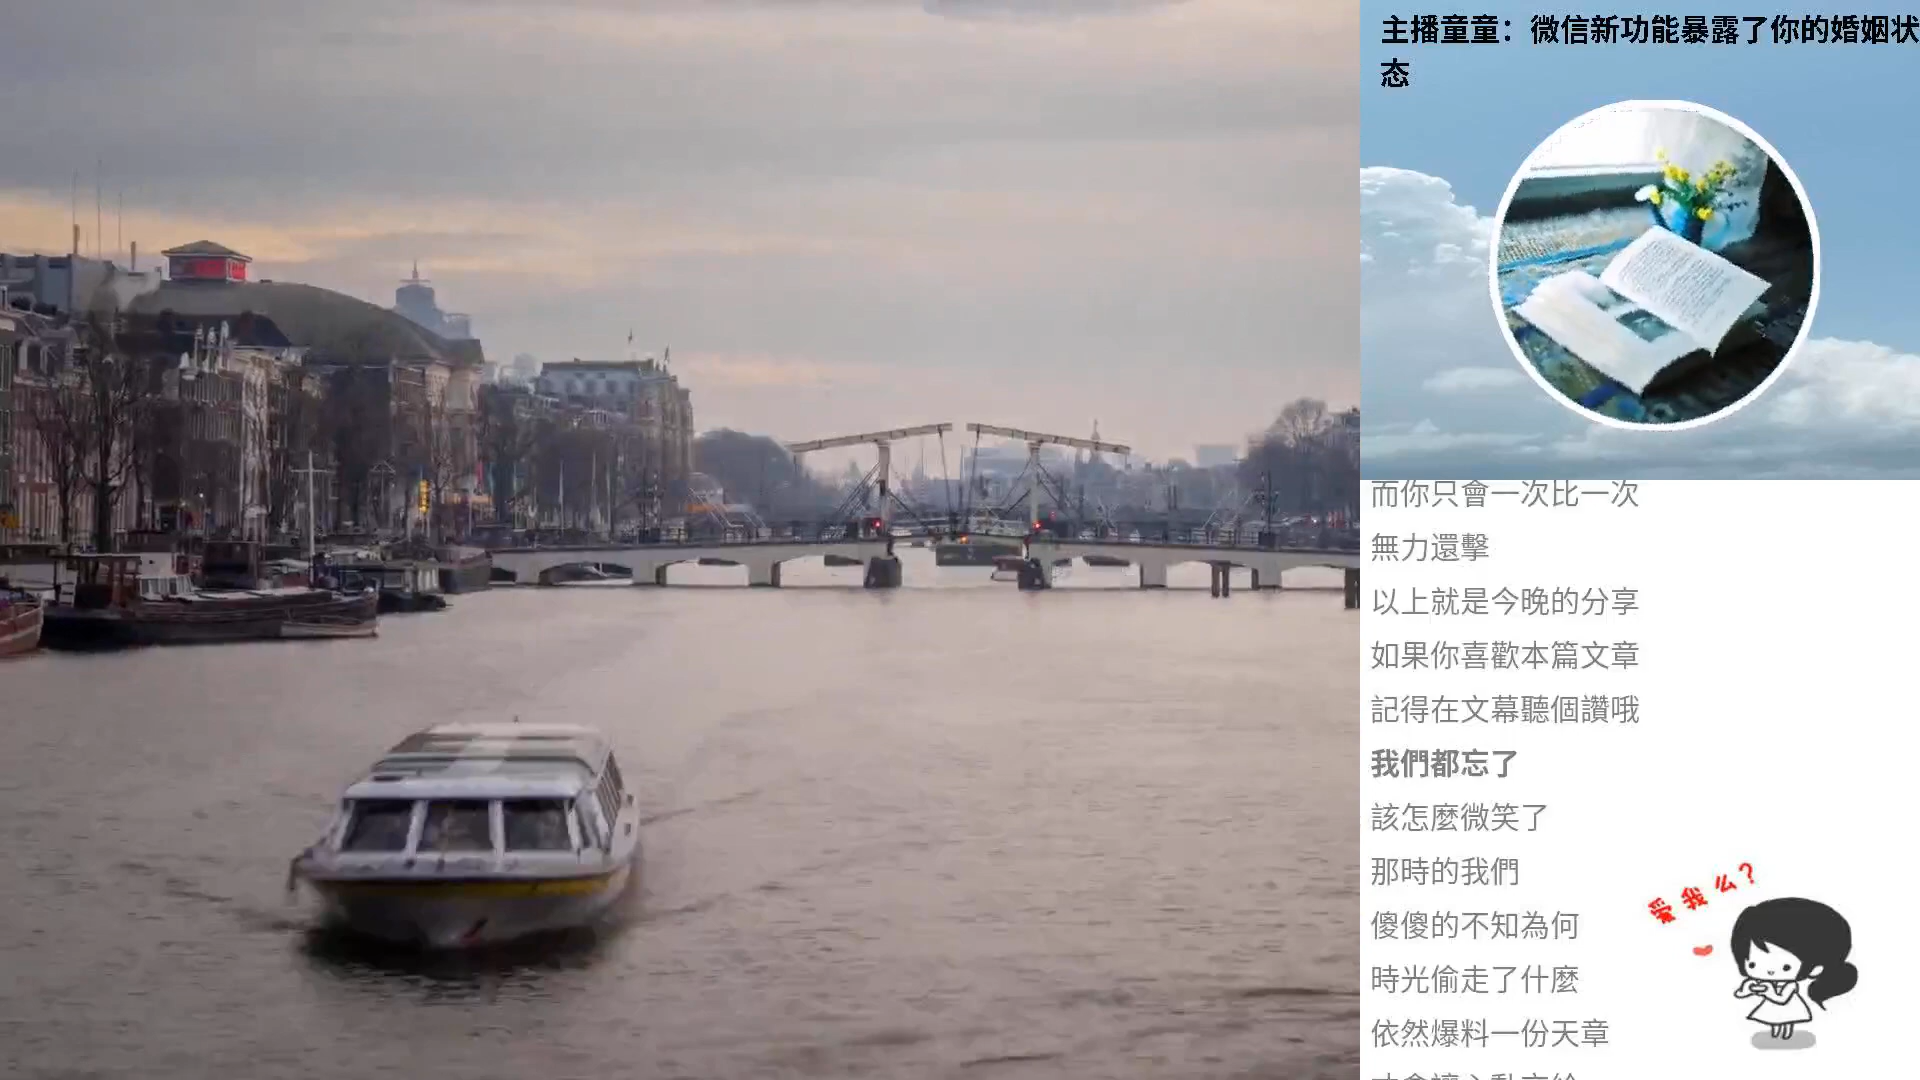 主播童童：微信新功能暴露了你的婚姻状
态
而你只會一次比一次
無力還擊
以上就是今晚的分享
如果你喜歡本篇文章
記得在文幕聽個讚哦
我們都忘了
該怎麼微笑了
那時的我們
傻傻的不知為何
時光偷走了什麼
依然爆料一份天章
爱我么？